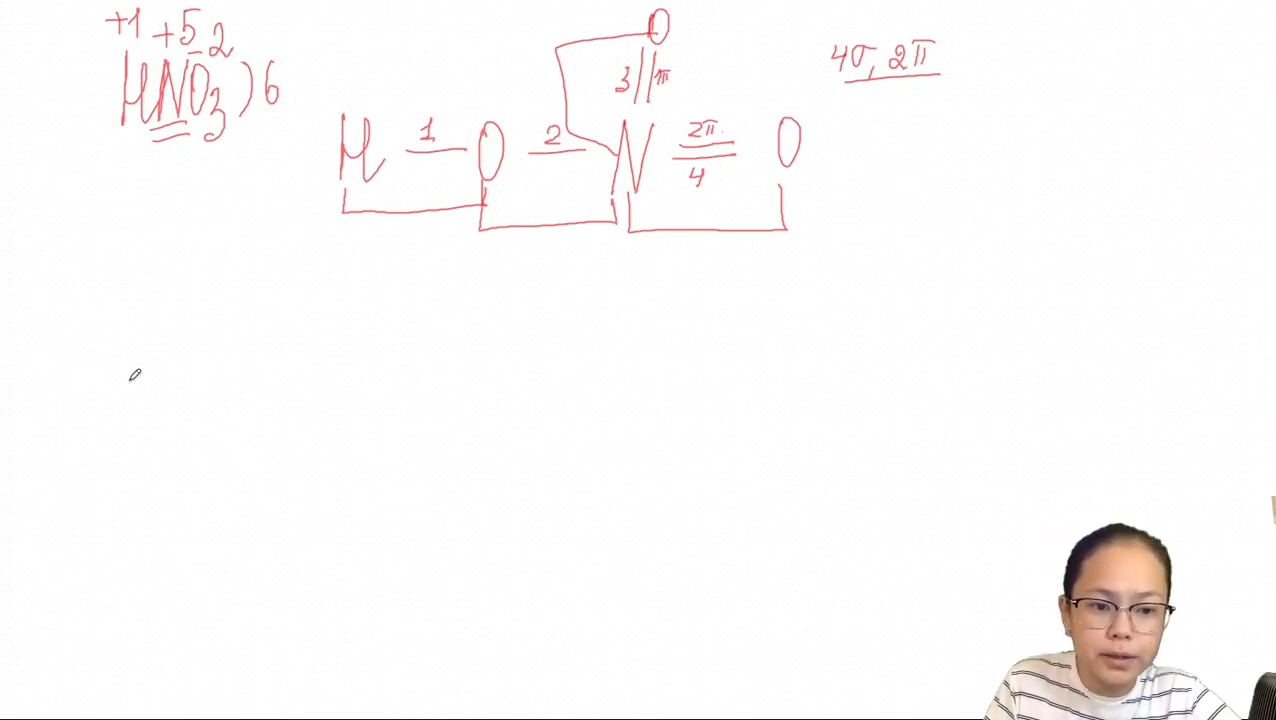 +1 +5 -2
HNO3)6
O
3 || π
4σ, 2π
H 1 — O 2 — N 2π = 4 O